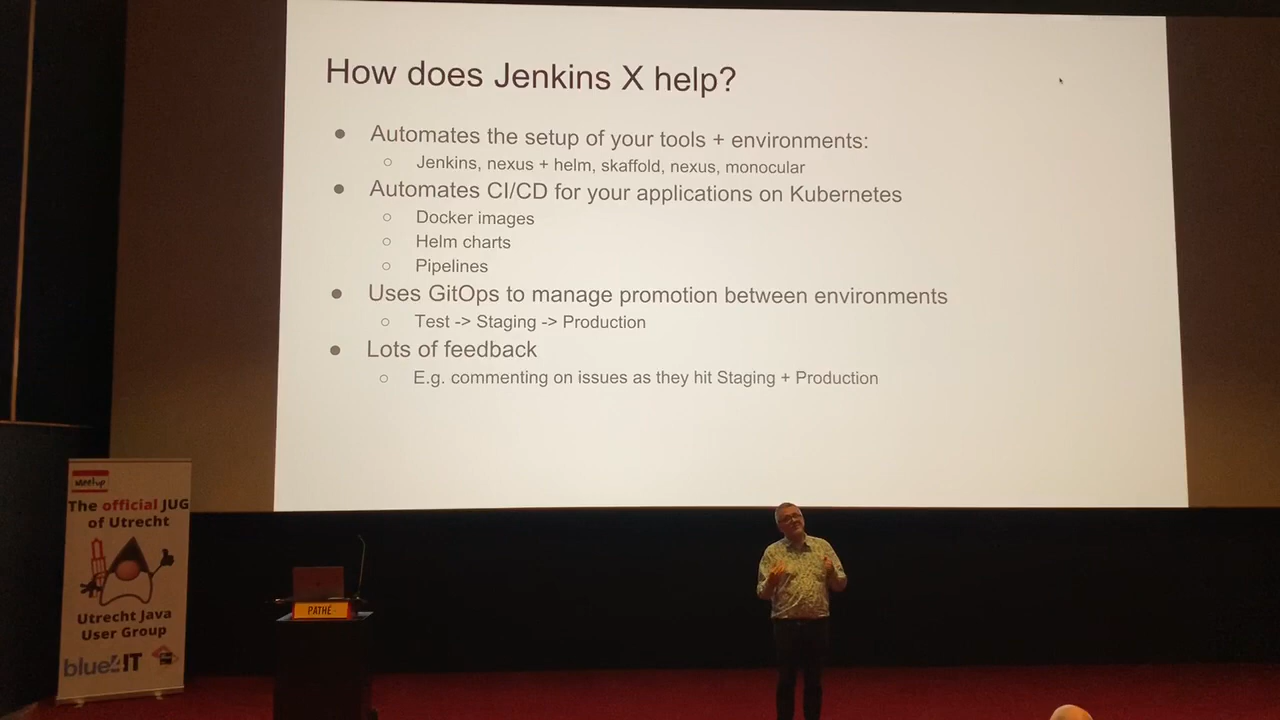 How does Jenkins X help?
● Automates the setup of your tools + environments:
○ Jenkins, nexus + helm, skaffold, nexus, monocular
● Automates CI/CD for your applications on Kubernetes
○ Docker images
○ Helm charts
○ Pipelines
● Uses GitOps to manage promotion between environments
○ Test -> Staging -> Production
● Lots of feedback
○ E.g. commenting on issues as they hit Staging + Production
meetup
The official JUG
of Utrecht
Utrecht Java
User Group
blue4IT
PATHÉ